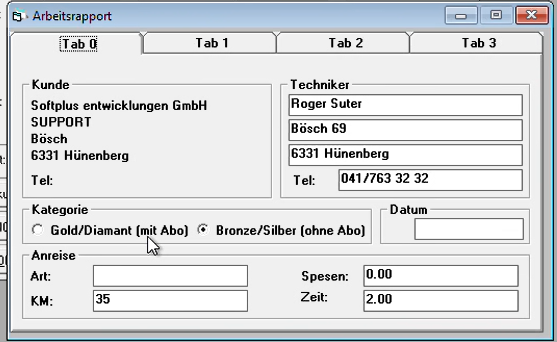 Arbeitsrapport
Tab 0 Tab 1 Tab 2 Tab 3
Kunde
Softplus entwicklungen GmbH
SUPPORT
Bösch
6331 Hünenberg
Tel:
Techniker
Roger Suter
Bösch 69
6331 Hünenberg
Tel: 041/763 32 32
Kategorie
Gold/Diamant (mit Abo) Bronze/Silber (ohne Abo)
Datum
Anreise
Art:
KM: 35
Spesen: 0.00
Zeit: 2.00